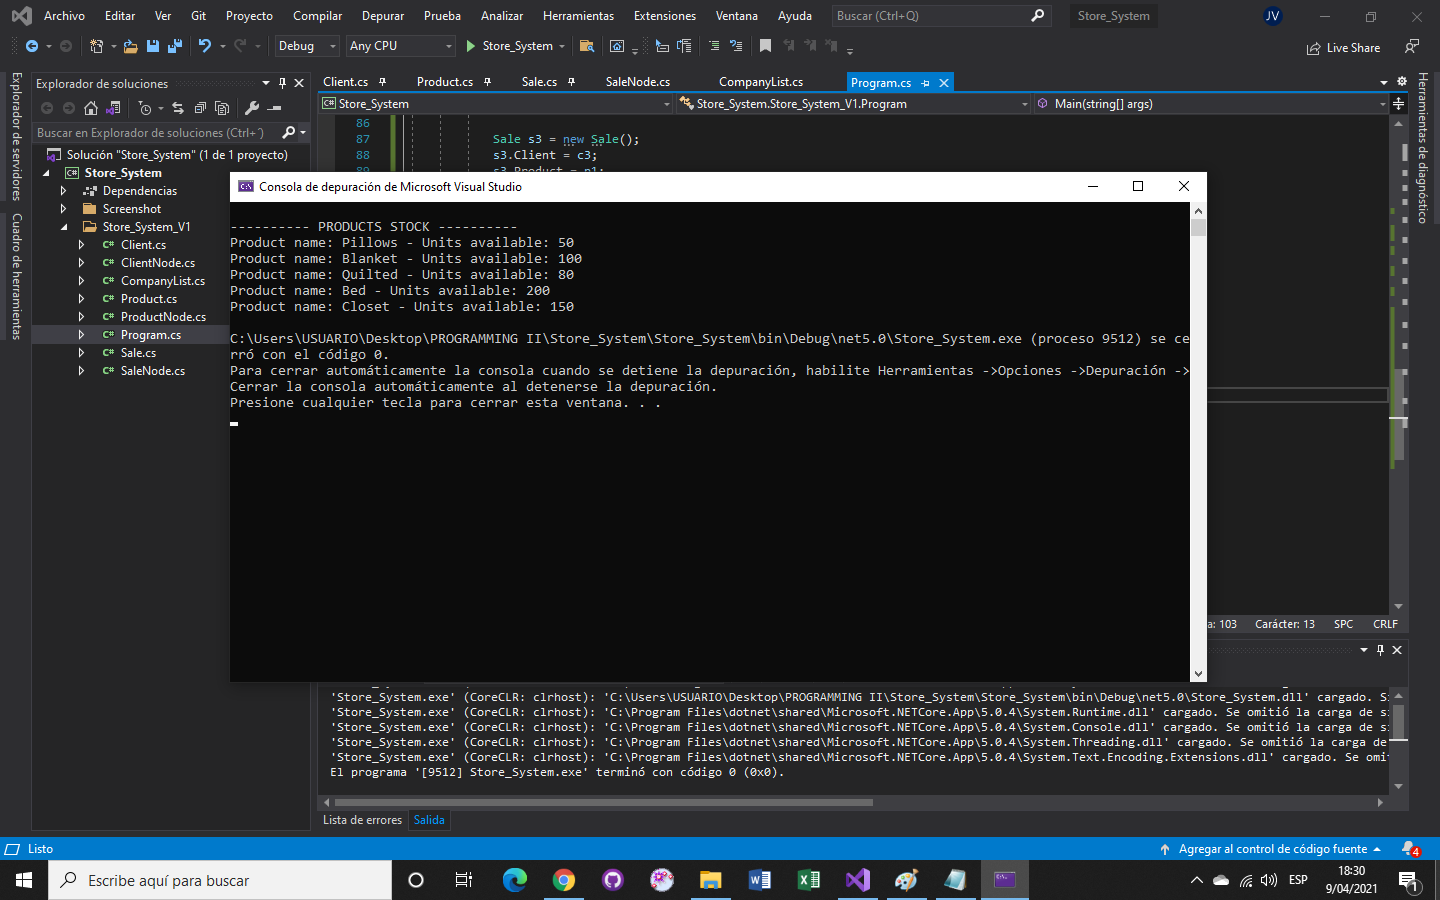 Archivo Editar Ver Git Proyecto Compilar Depurar Prueba Analizar Herramientas Extensiones Ventana Ayuda Buscar (Ctrl+Q) Store_System JV
Debug Any CPU Store_System Live Share
Explorador de servidores
Cuadro de herramientas
Explorador de soluciones
Buscar en Explorador de soluciones (Ctrl+´)
Solución "Store_System" (1 de 1 proyecto)
Store_System
Dependencias
Screenshot
Store_System_V1
C# Client.cs
C# ClientNode.cs
C# CompanyList.cs
C# Product.cs
C# ProductNode.cs
C# Program.cs
C# Sale.cs
C# SaleNode.cs
Client.cs Product.cs Sale.cs SaleNode.cs CompanyList.cs Program.cs
C# Store_System Store_System.Store_System_V1.Program Main(string[] args)
86
87 Sale s3 = new Sale();
88 s3.Client = c3;
89 s3.Product = p1;
Herramientas de diagnóstico
Consola de depuración de Microsoft Visual Studio
---------- PRODUCTS STOCK ----------
Product name: Pillows - Units available: 50
Product name: Blanket - Units available: 100
Product name: Quilted - Units available: 80
Product name: Bed - Units available: 200
Product name: Closet - Units available: 150
C:\Users\USUARIO\Desktop\PROGRAMMING II\Store_System\Store_System\bin\Debug\net5.0\Store_System.exe (proceso 9512) se ce
rró con el código 0.
Para cerrar automáticamente la consola cuando se detiene la depuración, habilite Herramientas ->Opciones ->Depuración ->
Cerrar la consola automáticamente al detenerse la depuración.
Presione cualquier tecla para cerrar esta ventana. . .
a: 103 Carácter: 13 SPC CRLF
'Store_System.exe' (CoreCLR: clrhost): 'C:\Users\USUARIO\Desktop\PROGRAMMING II\Store_System\Store_System\bin\Debug\net5.0\Store_System.dll' cargado. S
'Store_System.exe' (CoreCLR: clrhost): 'C:\Program Files\dotnet\shared\Microsoft.NETCore.App\5.0.4\System.Runtime.dll' cargado. Se omitió la carga de s
'Store_System.exe' (CoreCLR: clrhost): 'C:\Program Files\dotnet\shared\Microsoft.NETCore.App\5.0.4\System.Console.dll' cargado. Se omitió la carga de s
'Store_System.exe' (CoreCLR: clrhost): 'C:\Program Files\dotnet\shared\Microsoft.NETCore.App\5.0.4\System.Threading.dll' cargado. Se omitió la carga de
'Store_System.exe' (CoreCLR: clrhost): 'C:\Program Files\dotnet\shared\Microsoft.NETCore.App\5.0.4\System.Text.Encoding.Extensions.dll' cargado. Se omi
El programa '[9512] Store_System.exe' terminó con código 0 (0x0).
Lista de errores Salida
Listo Agregar al control de código fuente 4
Escribe aquí para buscar ESP 18:30
9/04/2021 1